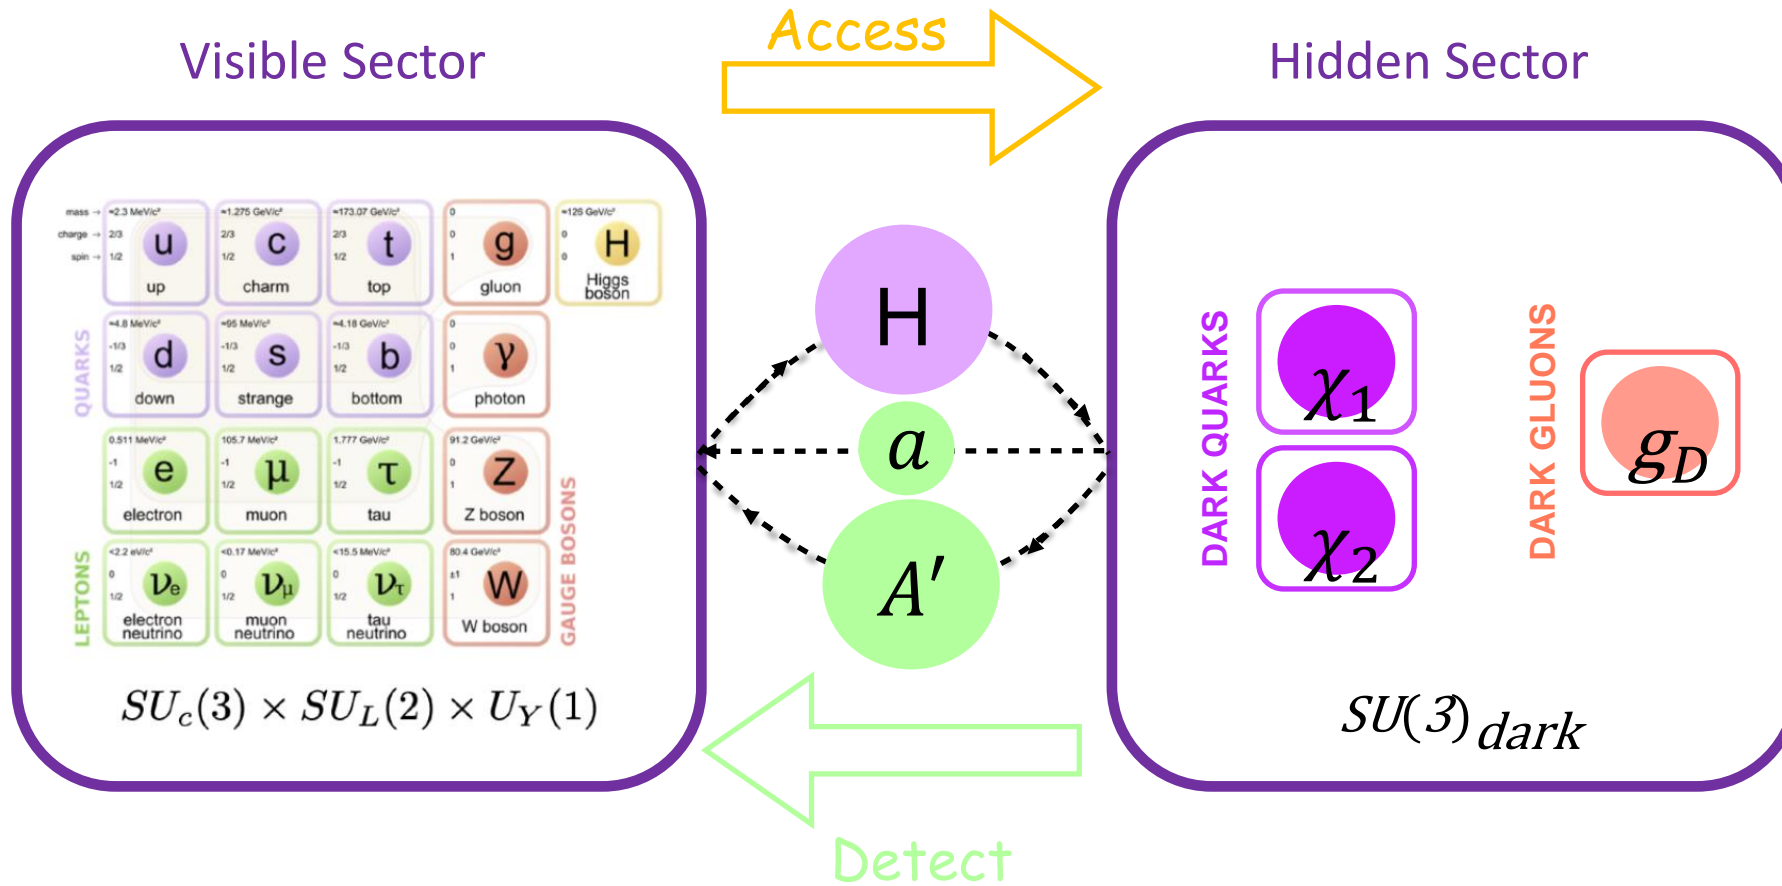 Visible Sector
Access
Hidden Sector
mass → ≈2.3 MeV/c² ≈1.275 GeV/c² ≈173.07 GeV/c² 0 ≈126 GeV/c²
charge → 2/3 2/3 2/3 0 0
spin → 1/2 1/2 1/2 1 0
u c t g H
up charm top gluon Higgs boson
QUARKS
≈4.8 MeV/c² ≈95 MeV/c² ≈4.18 GeV/c² 0
-1/3 -1/3 -1/3 0
1/2 1/2 1/2 1
d s b γ
down strange bottom photon
0.511 MeV/c² 105.7 MeV/c² 1.777 GeV/c² 91.2 GeV/c²
-1 -1 -1 0
1/2 1/2 1/2 1
e μ τ Z
electron muon tau Z boson
LEPTONS
<2.2 eV/c² <0.17 MeV/c² <15.5 MeV/c² 80.4 GeV/c²
0 0 0 ±1
1/2 1/2 1/2 1
νe νμ ντ W
electron neutrino muon neutrino tau neutrino W boson
GAUGE BOSONS
SU_c(3) × SU_L(2) × U_Y(1)
H
a
A′
DARK QUARKS
χ₁
χ₂
DARK GLUONS
g_D
SU(3)_dark
Detect